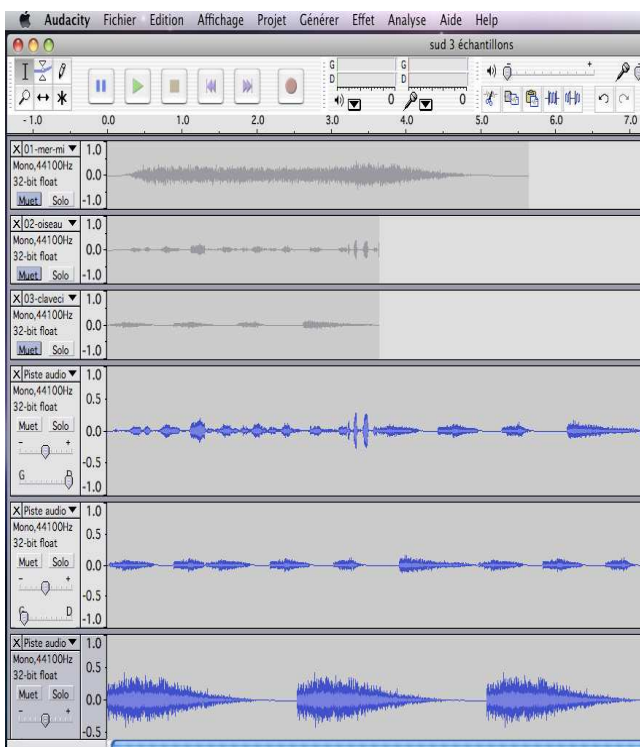 Audacity Fichier Edition Affichage Projet Générer Effet Analyse Aide Help
sud 3 échantillons
G G
D D
0 0
-1.0 0.0 1.0 2.0 3.0 4.0 5.0 6.0 7.0
X 01-mer-mi 1.0
Mono,44100Hz
32-bit float 0.0
Muet Solo -1.0
X 02-oiseau 1.0
Mono,44100Hz
32-bit float 0.0
Muet Solo -1.0
X 03-claveci 1.0
Mono,44100Hz
32-bit float 0.0
Muet Solo -1.0
X Piste audio 1.0
Mono,44100Hz
32-bit float 0.5
Muet Solo
- + 0.0
-0.5
G D
-1.0
X Piste audio 1.0
Mono,44100Hz
32-bit float 0.5
Muet Solo 0.0
- +
-0.5
G D -1.0
X Piste audio 1.0
Mono,44100Hz
32-bit float 0.5
Muet Solo 0.0
- +
-0.5